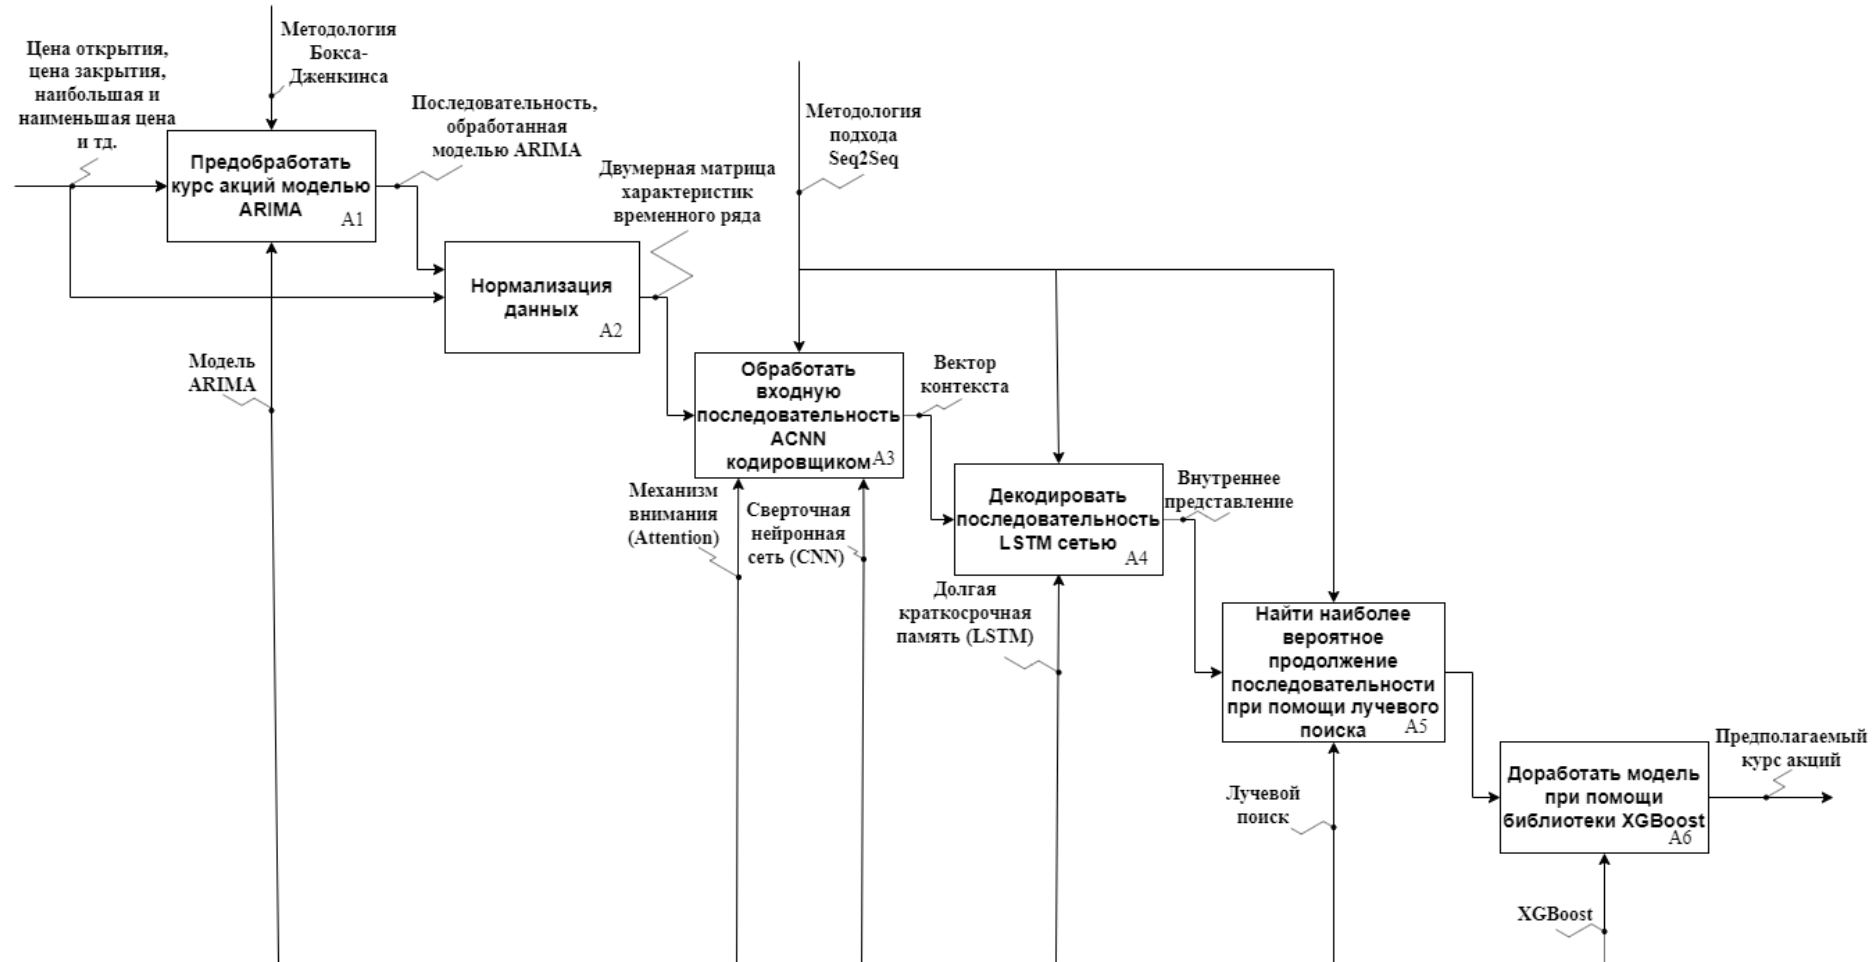 Цена открытия,
цена закрытия,
наибольшая и
наименьшая цена
и тд.
Методология
Бокса-
Дженкинса
Предобработать
курс акций моделью
ARIMA
A1
Последовательность,
обработанная
моделью ARIMA
Модель
ARIMA
Нормализация
данных
A2
Двумерная матрица
характеристик
временного ряда
Методология
подхода
Seq2Seq
Обработать
входную
последовательность
ACNN
кодировщиком
A3
Вектор
контекста
Механизм
внимания
(Attention)
Сверточная
нейронная
сеть (CNN)
Декодировать
последовательность
LSTM сетью
A4
Внутреннее
представление
Долгая
краткосрочная
память (LSTM)
Найти наиболее
вероятное
продолжение
последовательности
при помощи лучевого
поиска
A5
Лучевой
поиск
Доработать модель
при помощи
библиотеки XGBoost
A6
Предполагаемый
курс акций
XGBoost